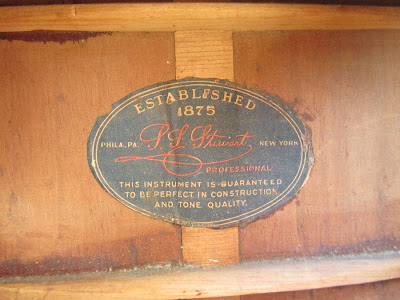 ESTABLISHED
1875
PHILA., PA. S.S. Stewart NEW YORK
PROFESSIONAL
THIS INSTRUMENT IS GUARANTEED
TO BE PERFECT IN CONSTRUCTION
AND TONE QUALITY.